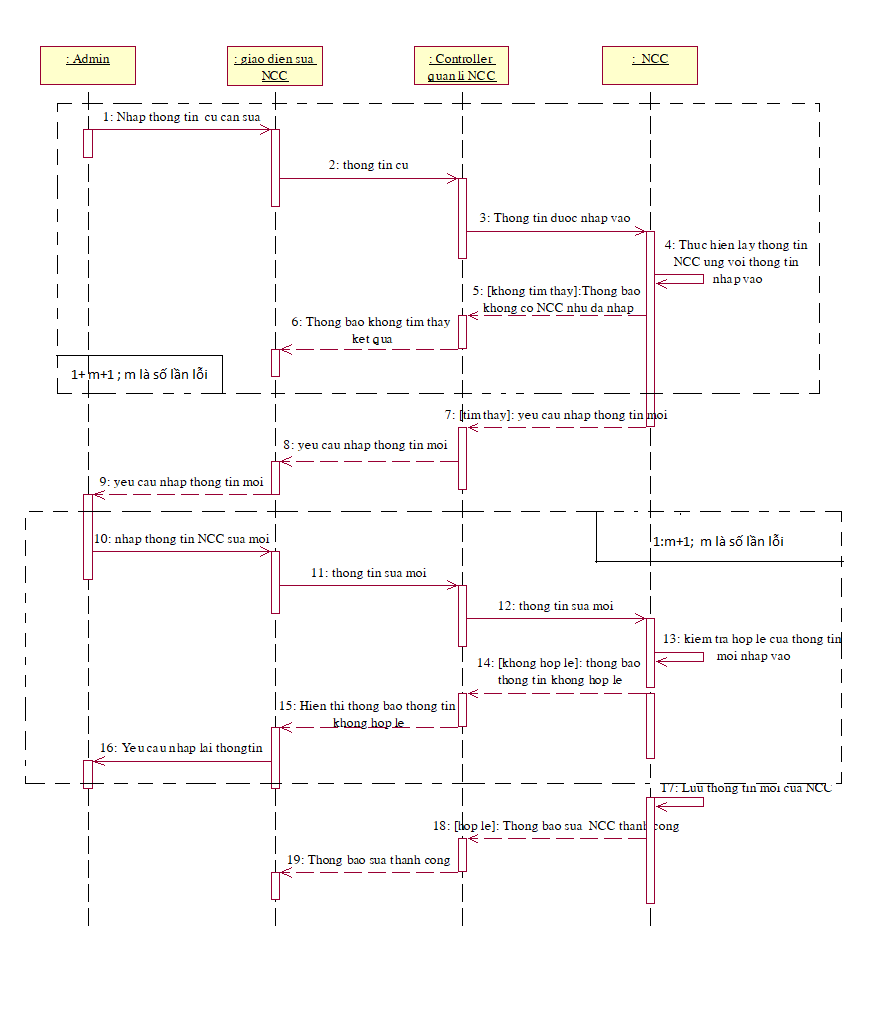 : Admin
: giao dien sua
NCC
: Controller
quan li NCC
: NCC
1: Nhap thong tin cu can sua
2: thong tin cu
3: Thong tin duoc nhap vao
4: Thuc hien lay thong tin
NCC ung voi thong tin
nhap vao
5: [khong tim thay]:Thong bao
khong co NCC nhu da nhap
6: Thong bao khong tim thay
ket qua
1+ m+1 ; m là số lần lỗi
7: [tim thay]: yeu cau nhap thong tin moi
8: yeu cau nhap thong tin moi
9: yeu cau nhap thong tin moi
10: nhap thong tin NCC sua moi
1:m+1; m là số lần lỗi
11: thong tin sua moi
12: thong tin sua moi
13: kiem tra hop le cua thong tin
moi nhap vao
14: [khong hop le]: thong bao
thong tin khong hop le
15: Hien thi thong bao thong tin
khong hop le
16: Yeu cau nhap lai thongtin
17: Luu thong tin moi cua NCC
18: [hop le]: Thong bao sua NCC thanh cong
19: Thong bao sua thanh cong